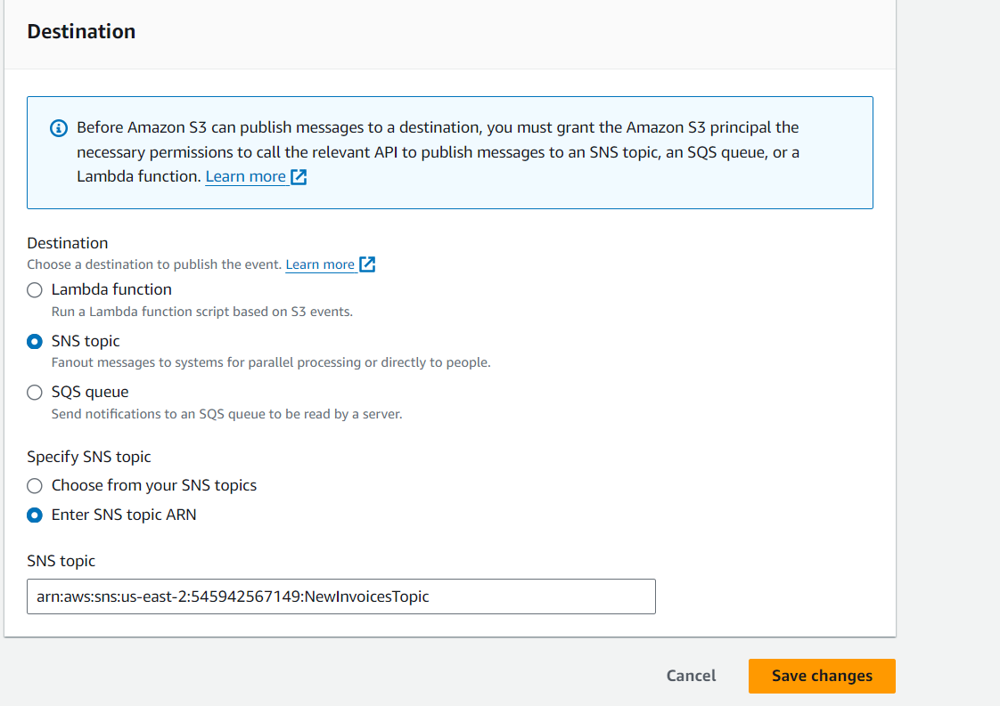 Destination
Before Amazon S3 can publish messages to a destination, you must grant the Amazon S3 principal the
necessary permissions to call the relevant API to publish messages to an SNS topic, an SQS queue, or a
Lambda function. Learn more
Destination
Choose a destination to publish the event. Learn more
Lambda function
Run a Lambda function script based on S3 events.
SNS topic
Fanout messages to systems for parallel processing or directly to people.
SQS queue
Send notifications to an SQS queue to be read by a server.
Specify SNS topic
Choose from your SNS topics
Enter SNS topic ARN
SNS topic
arn:aws:sns:us-east-2:545942567149:NewInvoicesTopic
Cancel Save changes